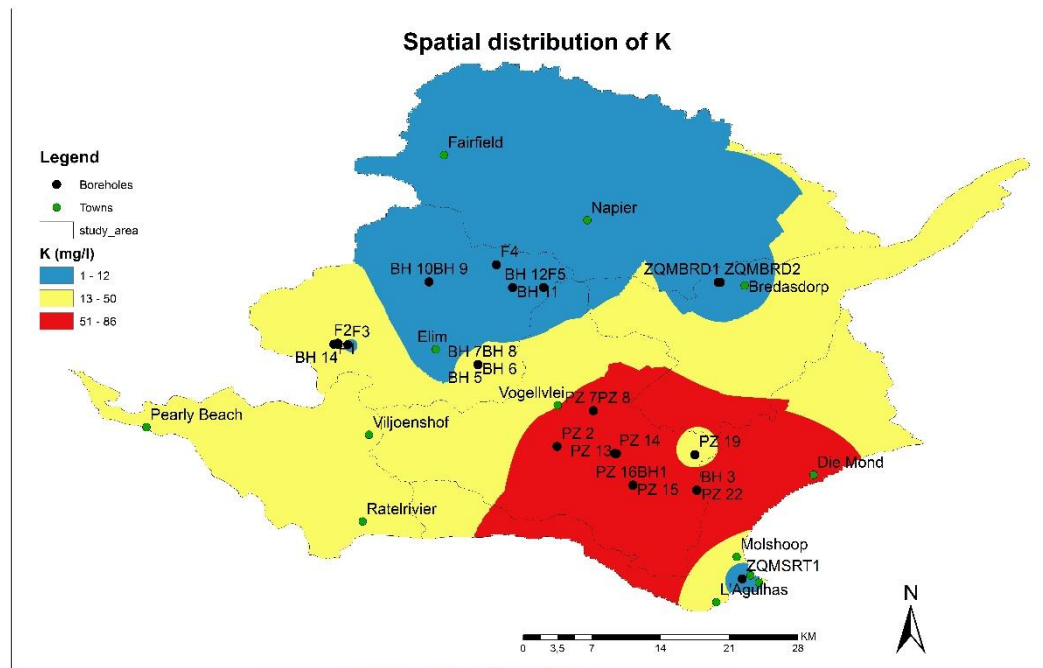 Spatial distribution of K
Legend
Boreholes
Towns
study_area
K (mg/l)
1 - 12
13 - 50
51 - 86
Fairfield
Napier
F4
BH 10BH 9
BH 12F5
BH 11
ZQMBRD1 ZQMBRD2
Bredasdorp
F2F3
BH 14
Elim
BH 7BH 8
BH 6
BH 5
Vogellvlei
PZ 7PZ 8
Pearly Beach
Viljoenshof
PZ 2
PZ 14
PZ 13
PZ 19
Die Mond
PZ 16BH1
PZ 15
BH 3
PZ 22
Ratelrivier
Molshoop
ZQMSRT1
L'Agulhas
N
KM
0 3,5 7 14 21 28